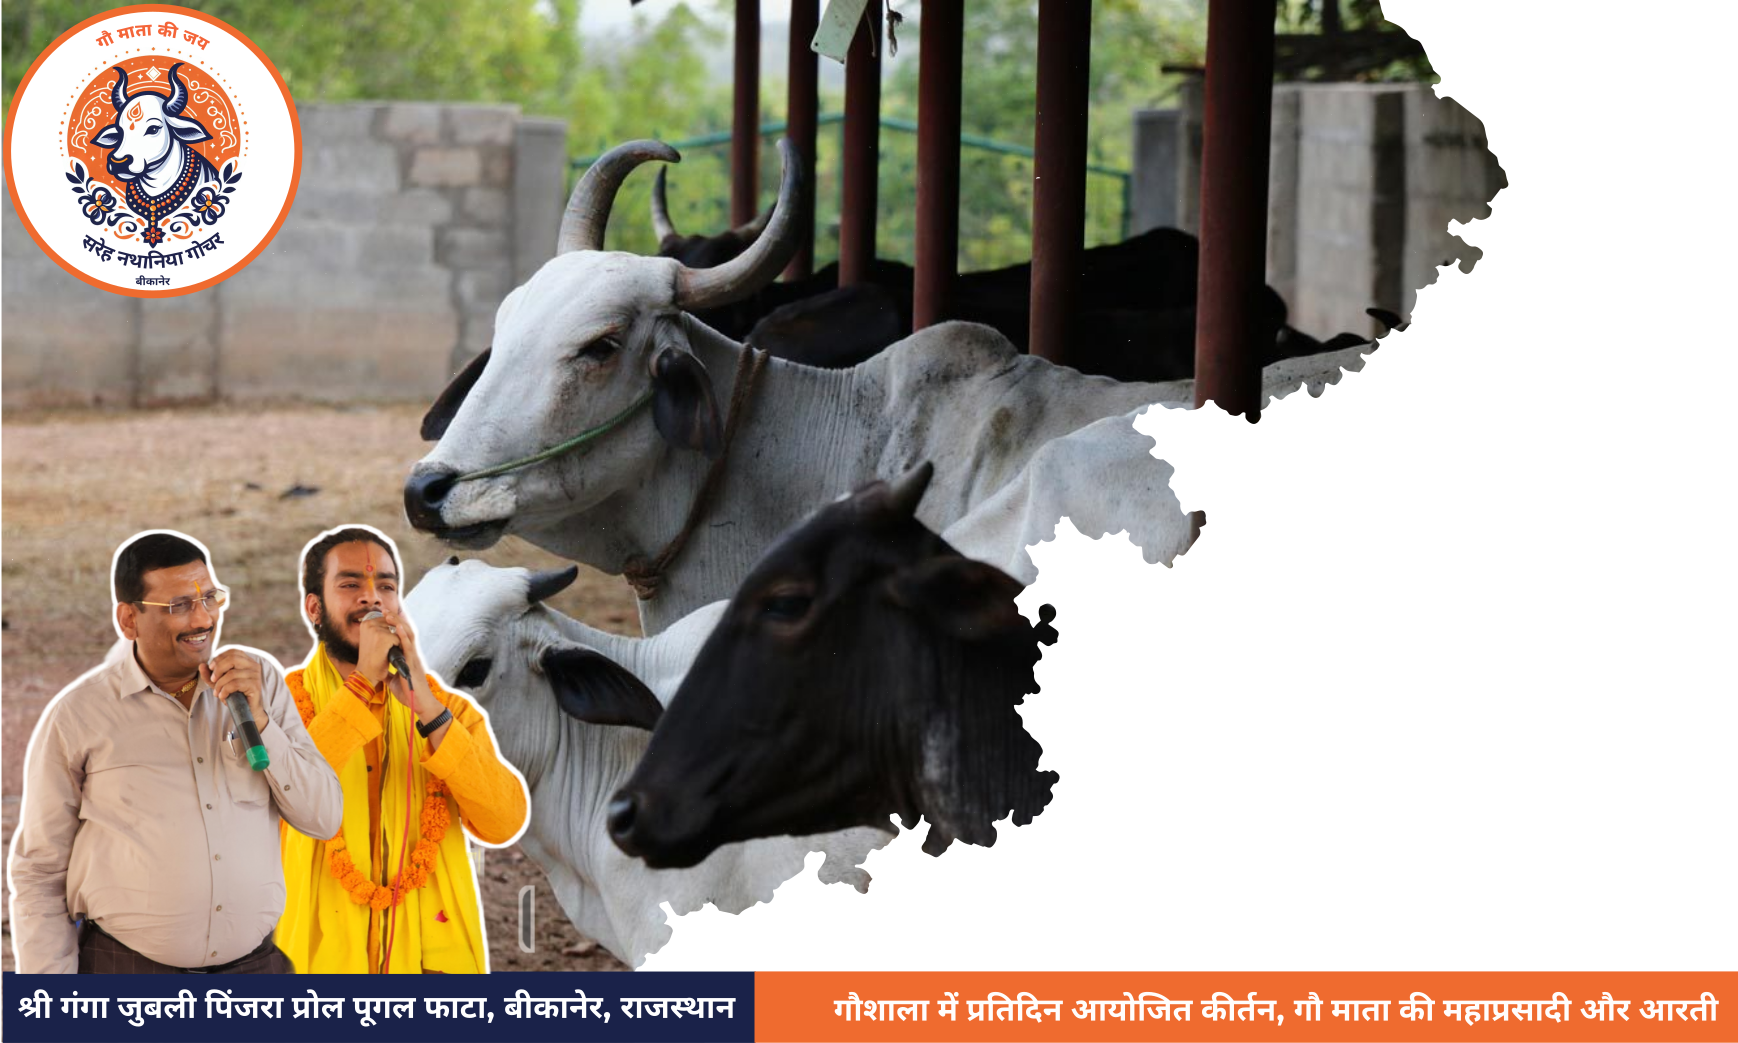 गौ माता की जय
सरेह नथानिया गोचर
बीकानेर
श्री गंगा जुबली पिंजरा प्रोल पूगल फाटा, बीकानेर, राजस्थान
गौशाला में प्रतिदिन आयोजित कीर्तन, गौ माता की महाप्रसादी और आरती